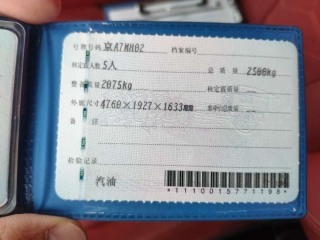 号牌号码 京A7MH02 档案编号
核定载人数 5人 总质量 2500kg
整备质量 2075kg 核定载质量
外廓尺寸 4760×1927×1633mm 准牵引总质量
备注
检验记录
汽油
*1110015771198*